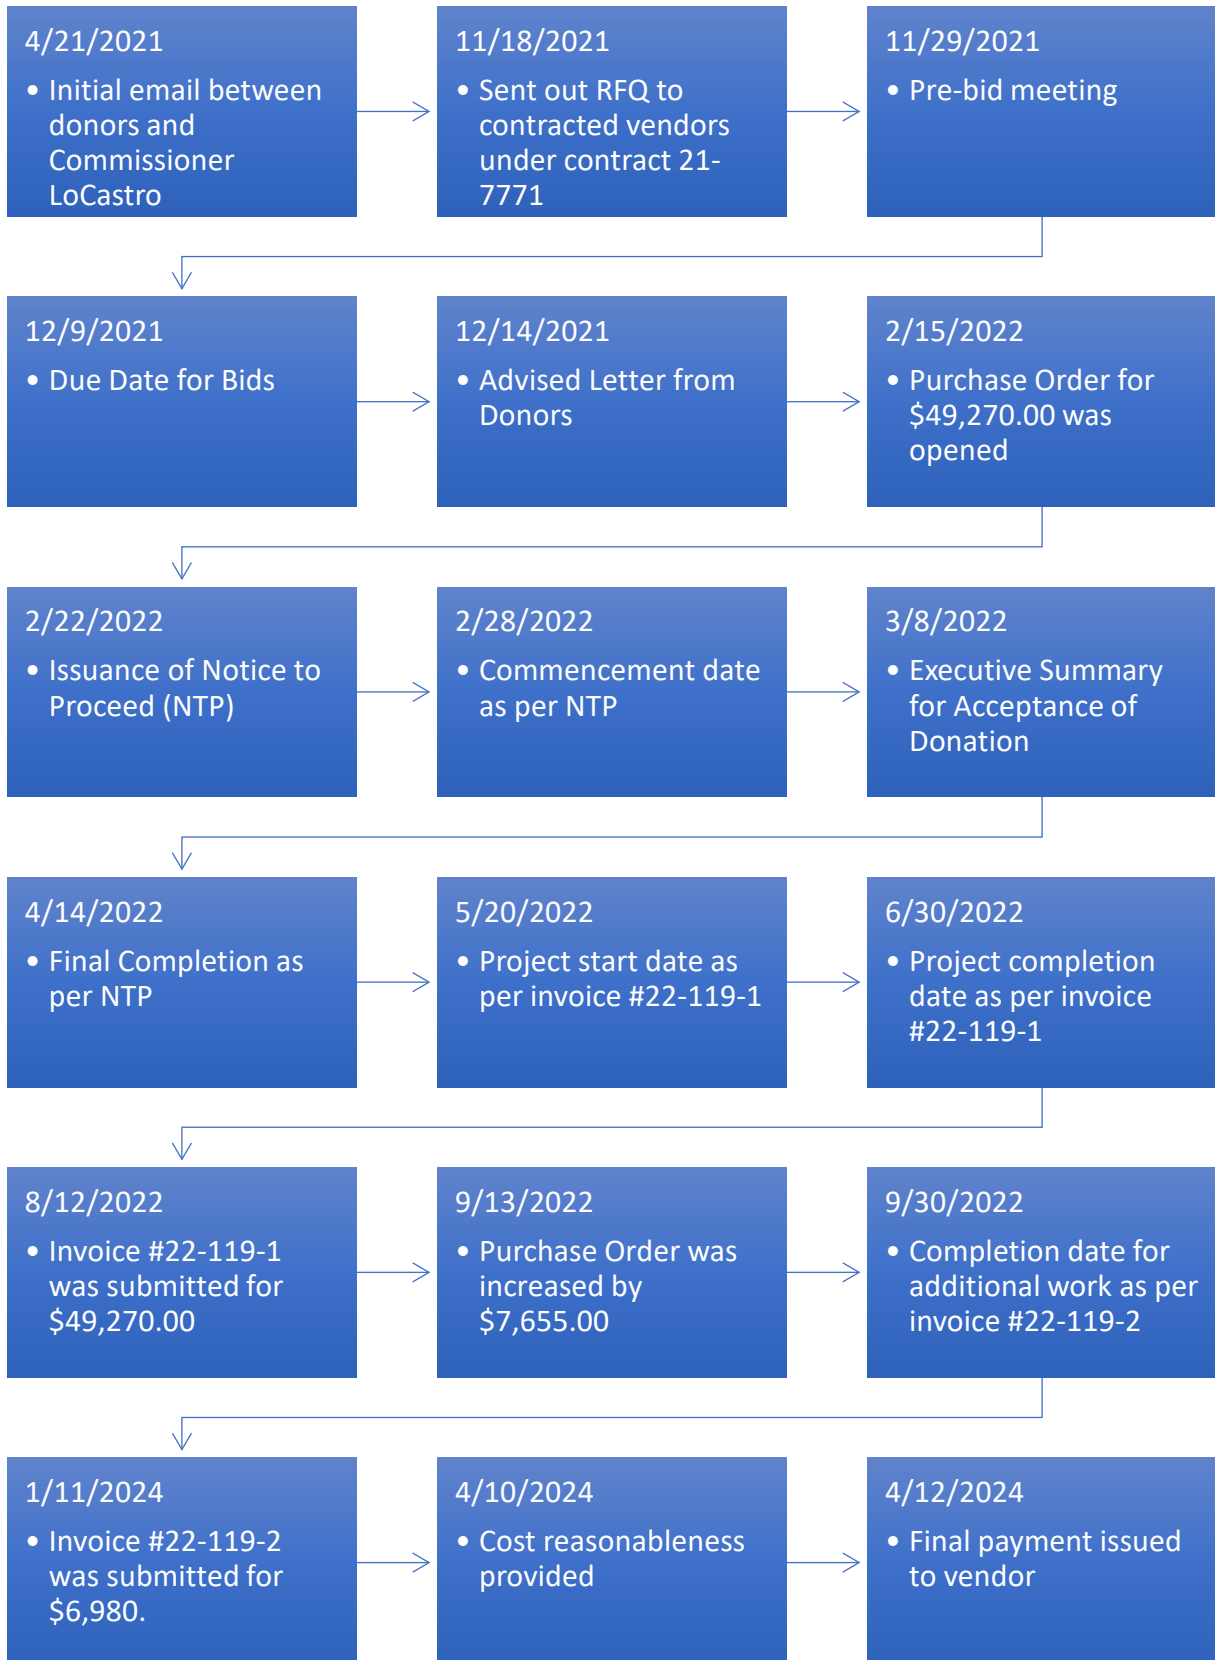 4/21/2021
• Initial email between
donors and
Commissioner
LoCastro
11/18/2021
• Sent out RFQ to
contracted vendors
under contract 21-
7771
11/29/2021
• Pre-bid meeting
12/9/2021
• Due Date for Bids
12/14/2021
• Advised Letter from
Donors
2/15/2022
• Purchase Order for
$49,270.00 was
opened
2/22/2022
• Issuance of Notice to
Proceed (NTP)
2/28/2022
• Commencement date
as per NTP
3/8/2022
• Executive Summary
for Acceptance of
Donation
4/14/2022
• Final Completion as
per NTP
5/20/2022
• Project start date as
per invoice #22-119-1
6/30/2022
• Project completion
date as per invoice
#22-119-1
8/12/2022
• Invoice #22-119-1
was submitted for
$49,270.00
9/13/2022
• Purchase Order was
increased by
$7,655.00
9/30/2022
• Completion date for
additional work as per
invoice #22-119-2
1/11/2024
• Invoice #22-119-2
was submitted for
$6,980.
4/10/2024
• Cost reasonableness
provided
4/12/2024
• Final payment issued
to vendor